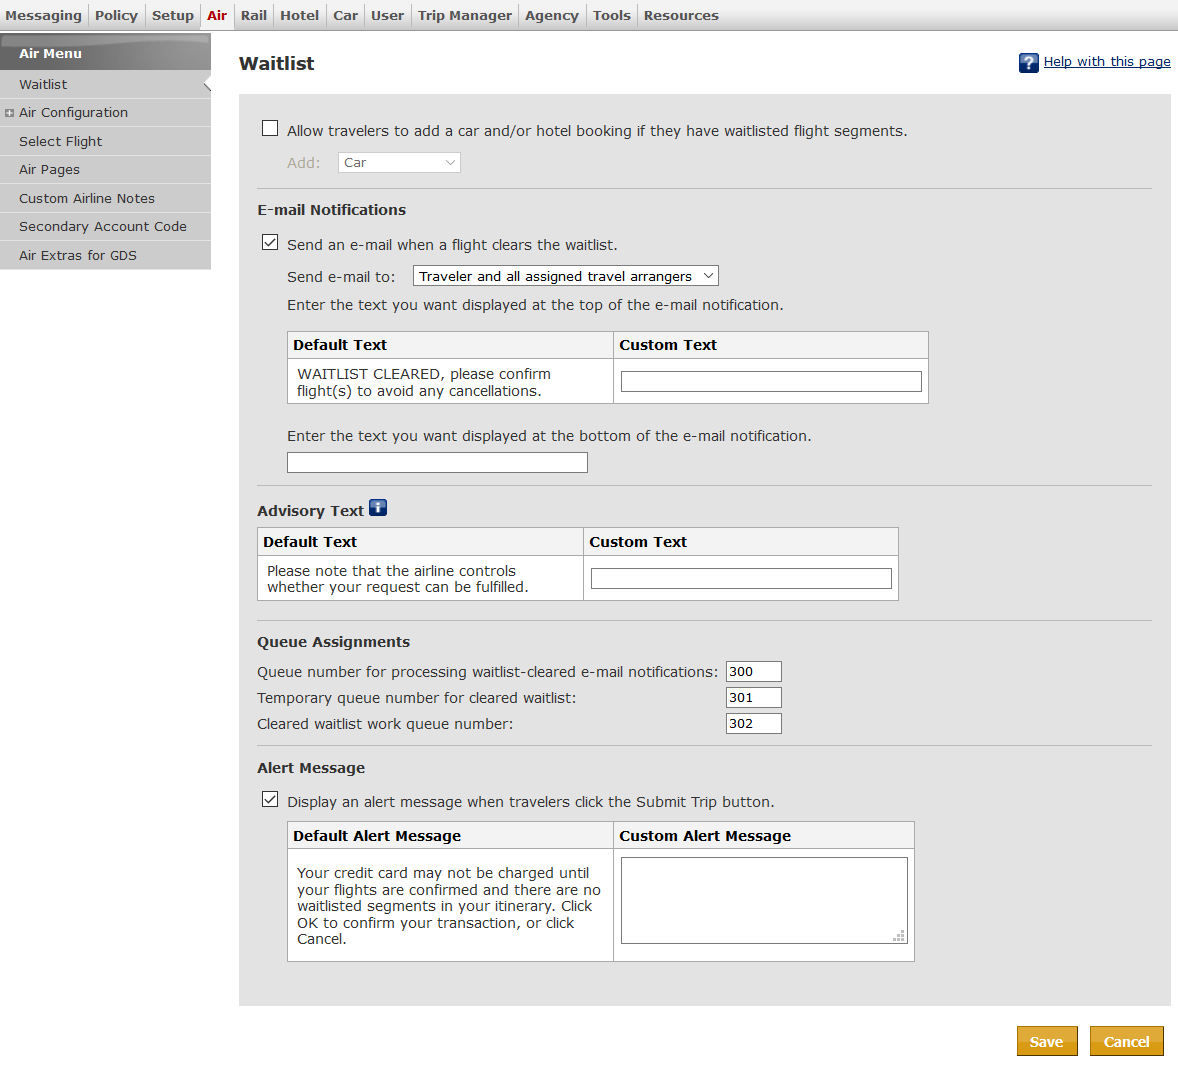 Messaging Policy Setup Air Rail Hotel Car User Trip Manager Agency Tools Resources
Air Menu
Waitlist
Air Configuration
Select Flight
Air Pages
Custom Airline Notes
Secondary Account Code
Air Extras for GDS
Waitlist
? Help with this page
Allow travelers to add a car and/or hotel booking if they have waitlisted flight segments.
Add: Car
E-mail Notifications
Send an e-mail when a flight clears the waitlist.
Send e-mail to: Traveler and all assigned travel arrangers
Enter the text you want displayed at the top of the e-mail notification.
Default Text Custom Text
WAITLIST CLEARED, please confirm
flight(s) to avoid any cancellations.
Enter the text you want displayed at the bottom of the e-mail notification.
Advisory Text i
Default Text Custom Text
Please note that the airline controls
whether your request can be fulfilled.
Queue Assignments
Queue number for processing waitlist-cleared e-mail notifications: 300
Temporary queue number for cleared waitlist: 301
Cleared waitlist work queue number: 302
Alert Message
Display an alert message when travelers click the Submit Trip button.
Default Alert Message Custom Alert Message
Your credit card may not be charged until
your flights are confirmed and there are no
waitlisted segments in your itinerary. Click
OK to confirm your transaction, or click
Cancel.
Save Cancel